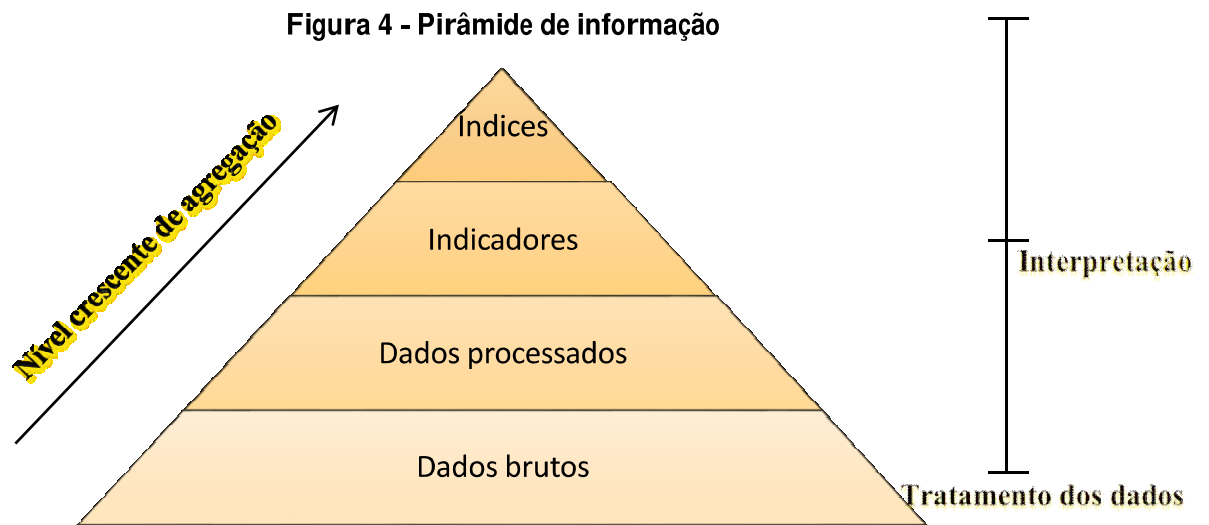 Figura 4 - Pirâmide de informação
Nível crescente de agregação
Indices
Indicadores
Interpretação
Dados processados
Dados brutos
Tratamento dos dados